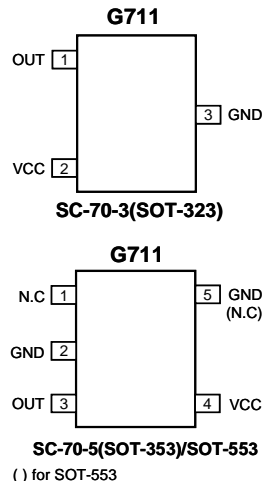 G711
OUT 1
3 GND
VCC 2
SC-70-3(SOT-323)
G711
N.C 1
5 GND
(N.C)
GND 2
OUT 3
4 VCC
SC-70-5(SOT-353)/SOT-553
( ) for SOT-553